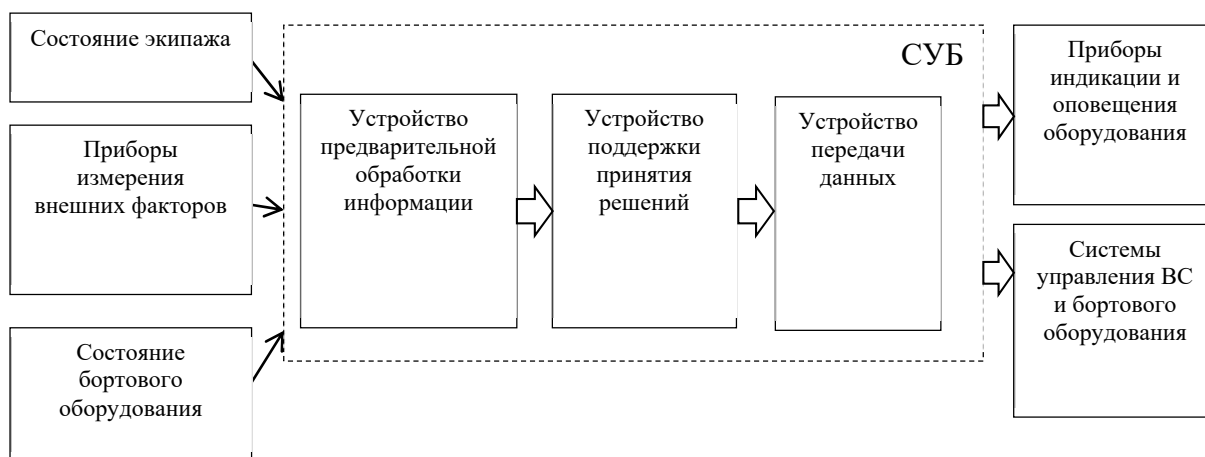 Состояние экипажа
Приборы
измерения
внешних факторов
Состояние
бортового
оборудования
СУБ
Устройство
предварительной
обработки
информации
Устройство
поддержки
принятия
решений
Устройство
передачи
данных
Приборы
индикации и
оповещения
оборудования
Системы
управления ВС
и бортового
оборудования